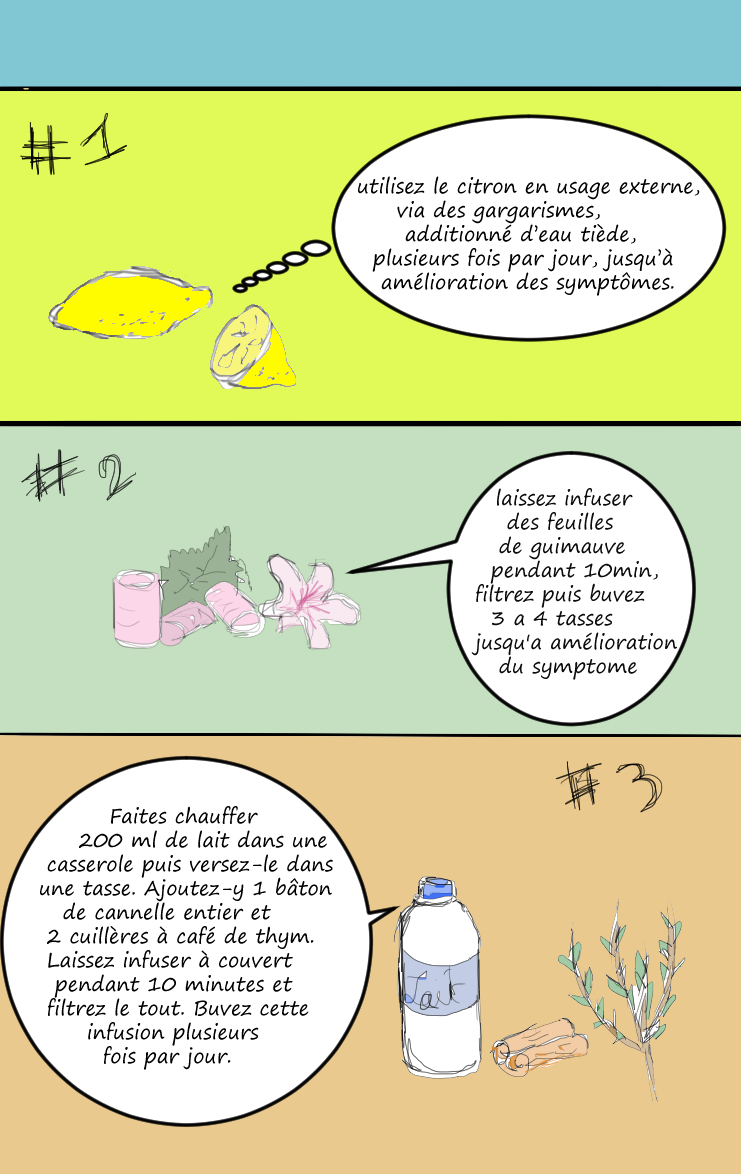 #1
utilisez le citron en usage externe,
via des gargarismes,
additionné d'eau tiède,
plusieurs fois par jour, jusqu'à
amélioration des symptômes.
#2
laissez infuser
des feuilles
de guimauve
pendant 10min,
filtrez puis buvez
3 a 4 tasses
jusqu'a amélioration
du symptome
#3
Faites chauffer
200 ml de lait dans une
casserole puis versez-le dans
une tasse. Ajoutez-y 1 bâton
de cannelle entier et
2 cuillères à café de thym.
Laissez infuser à couvert
pendant 10 minutes et
filtrez le tout. Buvez cette
infusion plusieurs
fois par jour.
Lait